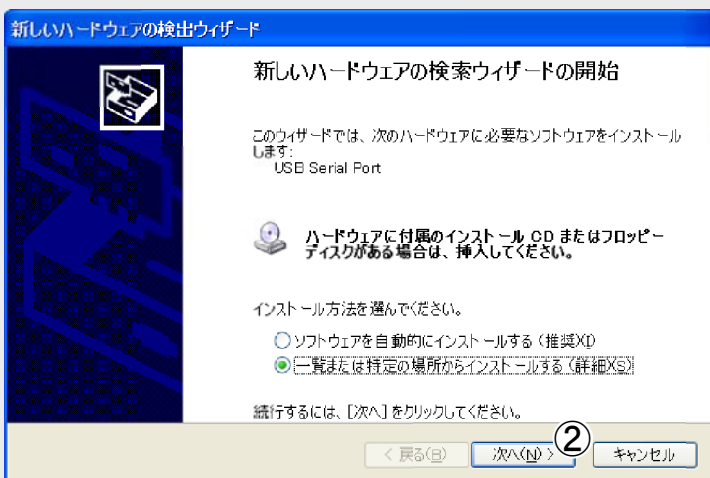 新しいハードウェアの検出ウィザード
新しいハードウェアの検索ウィザードの開始
このウィザードでは、次のハードウェアに必要なソフトウェアをインストール
します:
USB Serial Port
ハードウェアに付属のインストール CD またはフロッピー
ディスクがある場合は、挿入してください。
インストール方法を選んでください。
ソフトウェアを自動的にインストールする (推奨)(I)
一覧または特定の場所からインストールする (詳細)(S)
続行するには、[次へ] をクリックしてください。
②
< 戻る(B) 次へ(N) > キャンセル